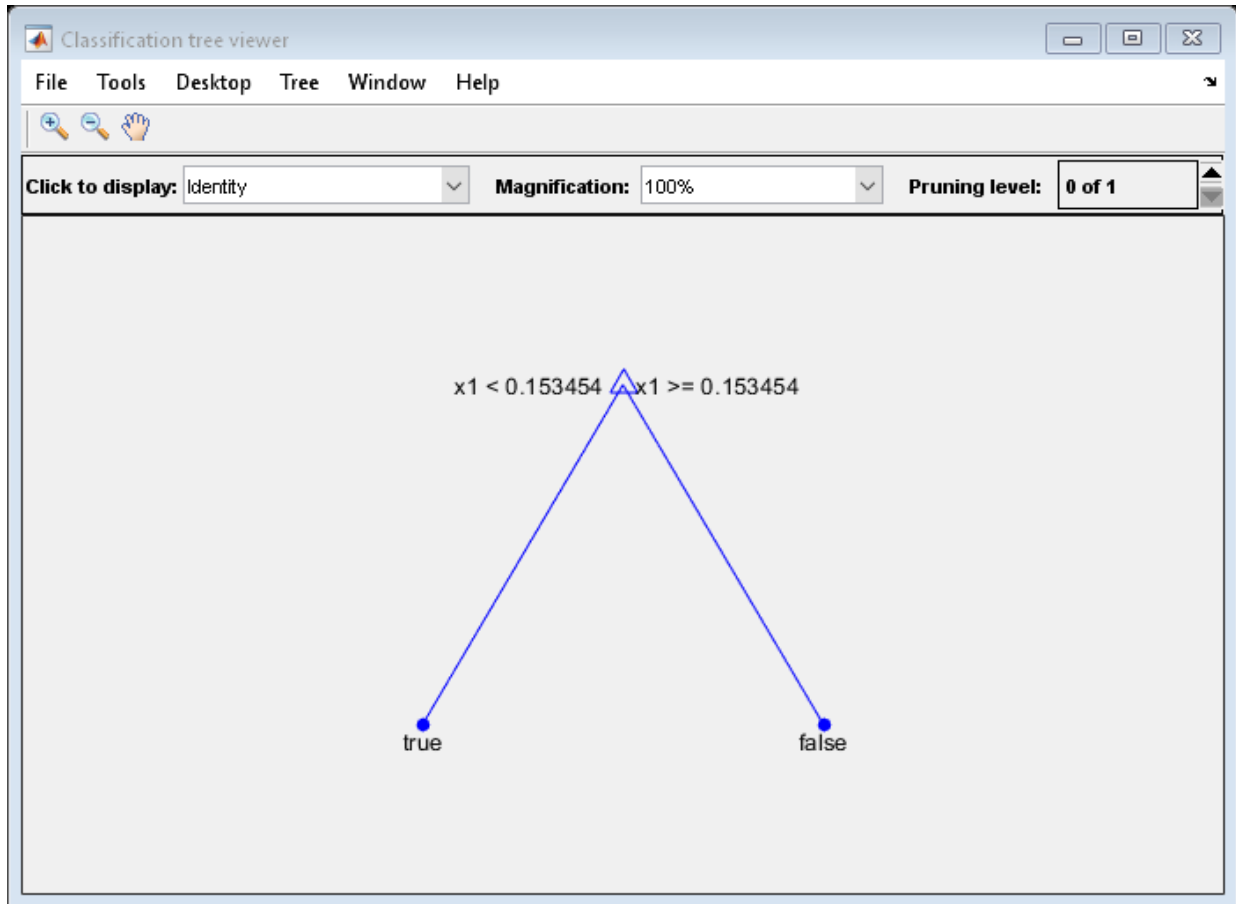 Classification tree viewer
File Tools Desktop Tree Window Help
Click to display: Identity Magnification: 100% Pruning level: 0 of 1
x1 < 0.153454 x1 >= 0.153454
true false